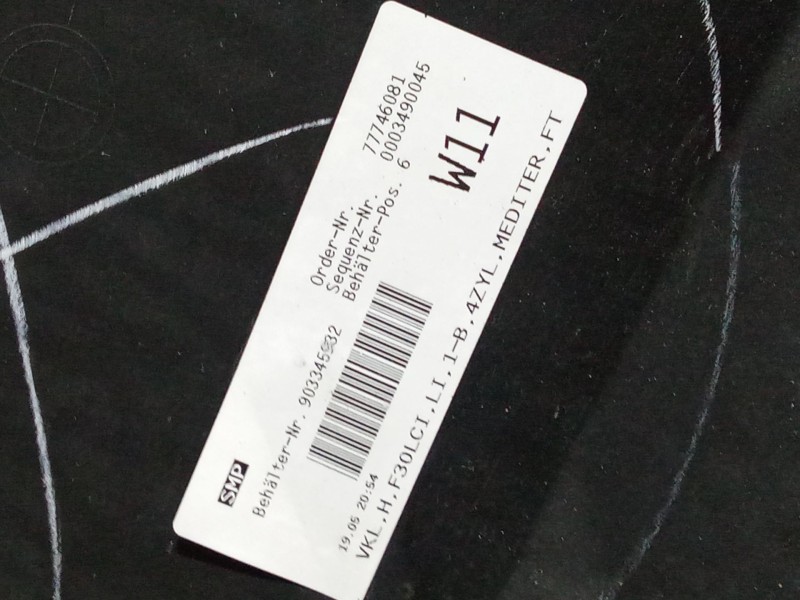 SMP
Order-Nr. 77746081
Sequenz-Nr. 0003490045
Behälter-Pos. 6
W11
Behälter-Nr.
19.05 20:54
VKL,H,F30LCI,LI,1-B,4ZYL,MEDITER,FT